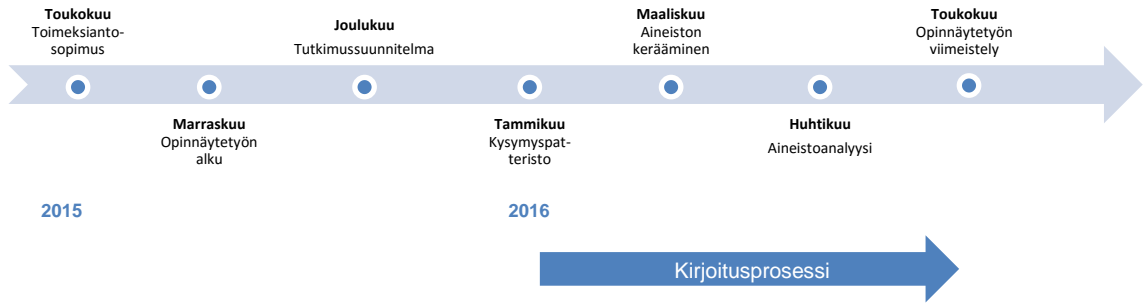 Toukokuu
Toimeksianto-
sopimus
Joulukuu
Tutkimussuunnitelma
Maaliskuu
Aineiston
kerääminen
Toukokuu
Opinnäytetyön
viimeistely
Marraskuu
Opinnäytetyön
alku
Tammikuu
Kysymyspat-
teristo
Huhtikuu
Aineistoanalyysi
2015
2016
Kirjoitusprosessi